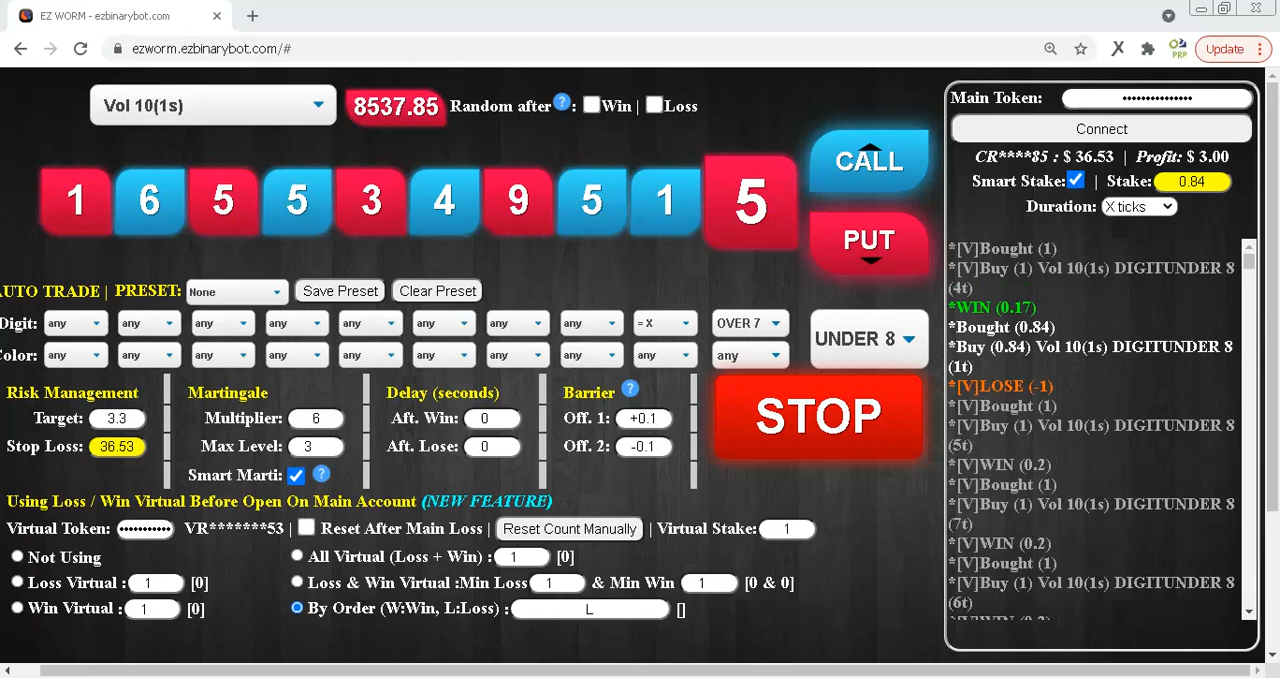 EZ WORM - ezbinarybot.com
ezworm.ezbinarybot.com/#
X
PRP
Update
Vol 10(1s)
8537.85
Random after ? : Win | Loss
1 6 5 5 3 4 9 5 1 5
CALL
PUT
AUTO TRADE | PRESET: None Save Preset Clear Preset
Digit: any any any any any any any any = X OVER 7
UNDER 8
Color: any any any any any any any any any any
Risk Management
Target: 3.3
Stop Loss: 36.53
Martingale
Multiplier: 6
Max Level: 3
Smart Marti: ?
Delay (seconds)
Aft. Win: 0
Aft. Lose: 0
Barrier ?
Off. 1: +0.1
Off. 2: -0.1
STOP
Using Loss / Win Virtual Before Open On Main Account (NEW FEATURE)
Virtual Token: •••••••••••• VR*******53 | Reset After Main Loss | Reset Count Manually | Virtual Stake: 1
Not Using
All Virtual (Loss + Win) : 1 [0]
Loss Virtual : 1 [0]
Loss & Win Virtual :Min Loss 1 & Min Win 1 [0 & 0]
Win Virtual : 1 [0]
By Order (W:Win, L:Loss) : L []
Main Token: •••••••••••••••
Connect
CR****85 : $ 36.53 | Profit: $ 3.00
Smart Stake: | Stake: 0.84
Duration: X ticks
*[V]Bought (1)
*[V]Buy (1) Vol 10(1s) DIGITUNDER 8
(4t)
*WIN (0.17)
*Bought (0.84)
*Buy (0.84) Vol 10(1s) DIGITUNDER 8
(1t)
*[V]LOSE (-1)
*[V]Bought (1)
*[V]Buy (1) Vol 10(1s) DIGITUNDER 8
(5t)
*[V]WIN (0.2)
*[V]Bought (1)
*[V]Buy (1) Vol 10(1s) DIGITUNDER 8
(7t)
*[V]WIN (0.2)
*[V]Bought (1)
*[V]Buy (1) Vol 10(1s) DIGITUNDER 8
(6t)
*[V]WIN (0.2)